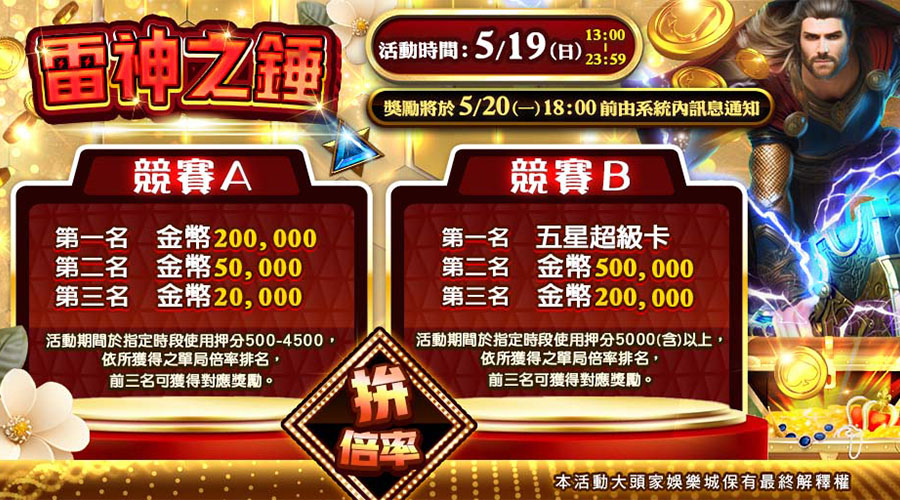 雷神之錘
活動時間：5/19(日) 13:00 | 23:59
獎勵將於 5/20(一)18:00 前由系統內訊息通知
競賽A
第一名 金幣200,000
第二名 金幣50,000
第三名 金幣20,000
活動期間於指定時段使用押分500-4500，
依所獲得之單局倍率排名，
前三名可獲得對應獎勵。
競賽B
第一名 五星超級卡
第二名 金幣500,000
第三名 金幣200,000
活動期間於指定時段使用押分5000(含)以上，
依所獲得之單局倍率排名，
前三名可獲得對應獎勵。
拚
倍率
本活動大頭家娛樂城保有最終解釋權